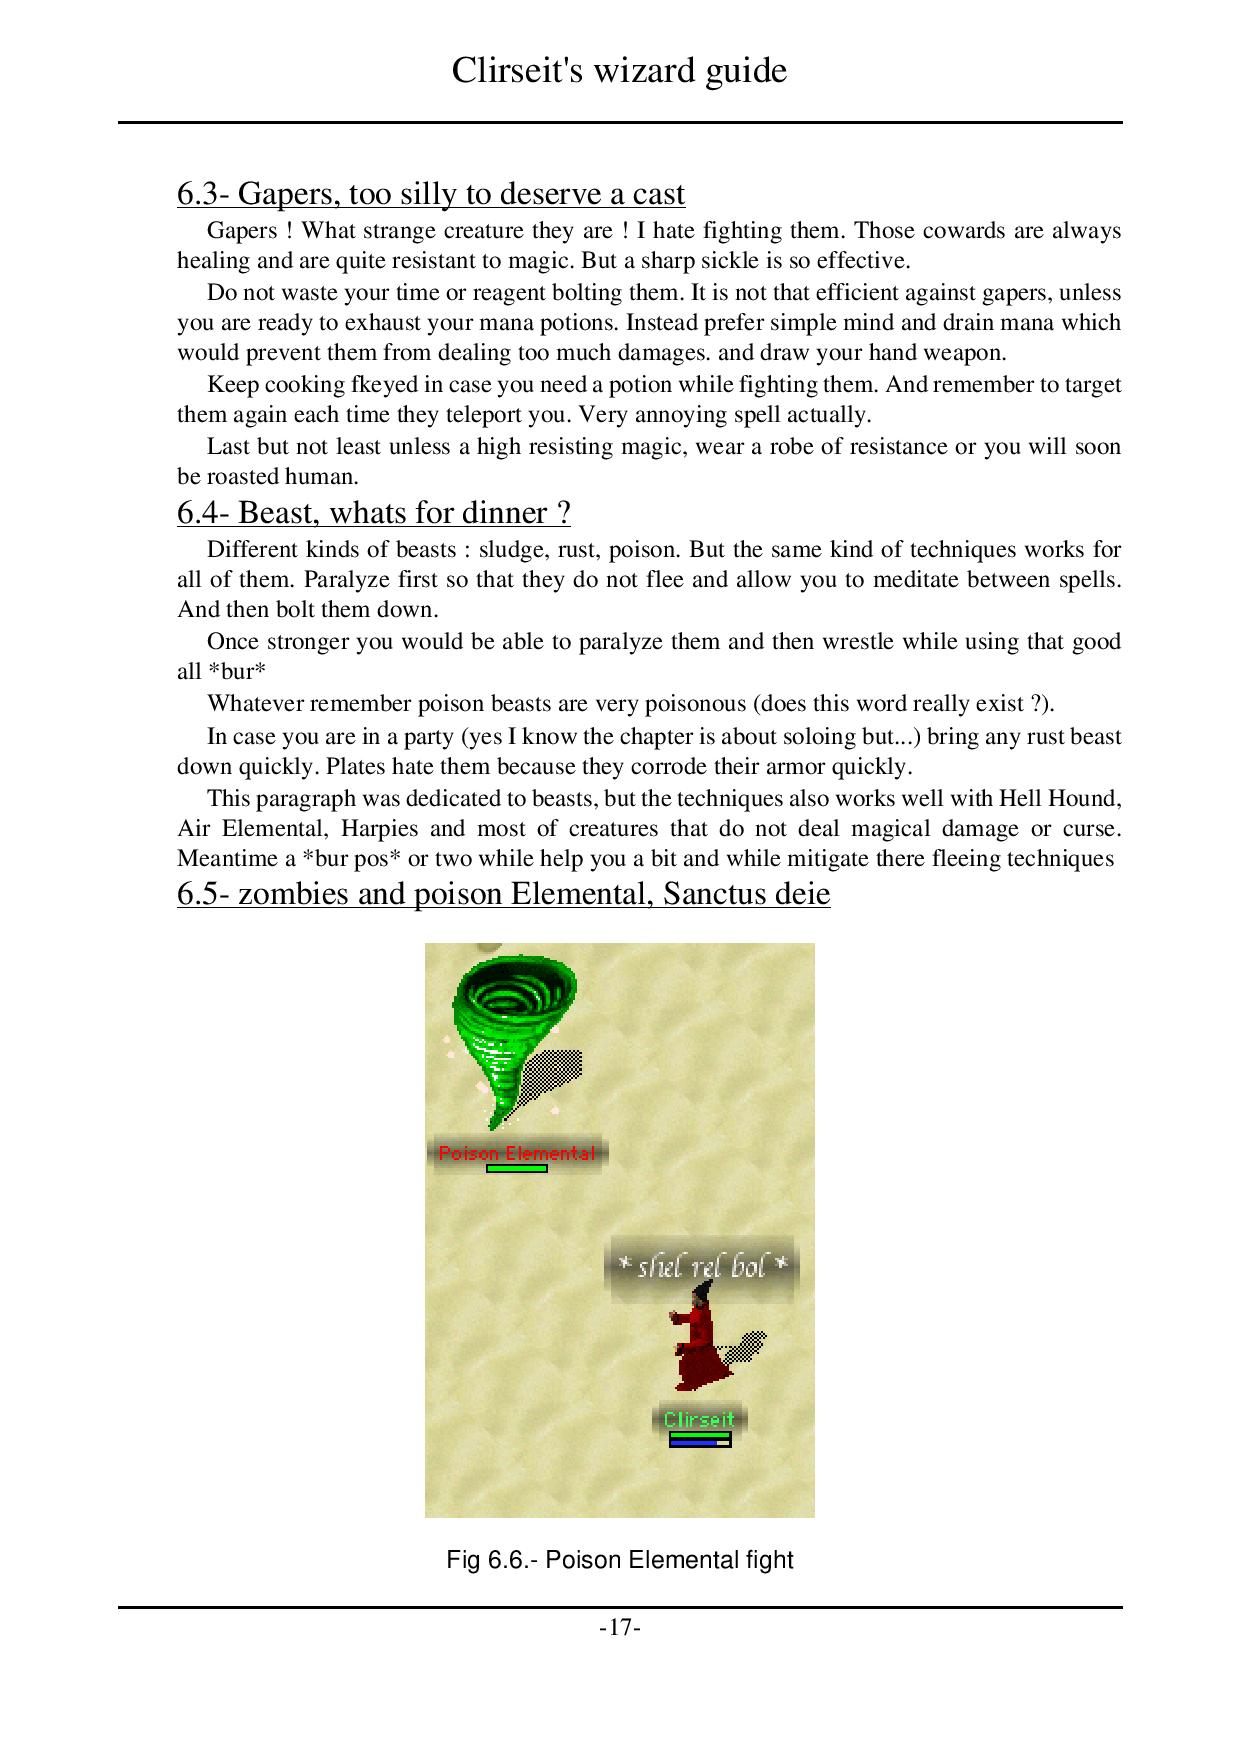 Clirseit's wizard guide
6.3- Gapers, too silly to deserve a cast
Gapers ! What strange creature they are ! I hate fighting them. Those cowards are always
healing and are quite resistant to magic. But a sharp sickle is so effective.
Do not waste your time or reagent bolting them. It is not that efficient against gapers, unless
you are ready to exhaust your mana potions. Instead prefer simple mind and drain mana which
would prevent them from dealing too much damages. and draw your hand weapon.
Keep cooking fkeyed in case you need a potion while fighting them. And remember to target
them again each time they teleport you. Very annoying spell actually.
Last but not least unless a high resisting magic, wear a robe of resistance or you will soon
be roasted human.
6.4- Beast, whats for dinner ?
Different kinds of beasts : sludge, rust, poison. But the same kind of techniques works for
all of them. Paralyze first so that they do not flee and allow you to meditate between spells.
And then bolt them down.
Once stronger you would be able to paralyze them and then wrestle while using that good
all *bur*
Whatever remember poison beasts are very poisonous (does this word really exist ?).
In case you are in a party (yes I know the chapter is about soloing but...) bring any rust beast
down quickly. Plates hate them because they corrode their armor quickly.
This paragraph was dedicated to beasts, but the techniques also works well with Hell Hound,
Air Elemental, Harpies and most of creatures that do not deal magical damage or curse.
Meantime a *bur pos* or two while help you a bit and while mitigate there fleeing techniques
6.5- zombies and poison Elemental, Sanctus deie
Poison Elemental
* shel rel bol *
Clirseit
Fig 6.6.- Poison Elemental fight
-17-